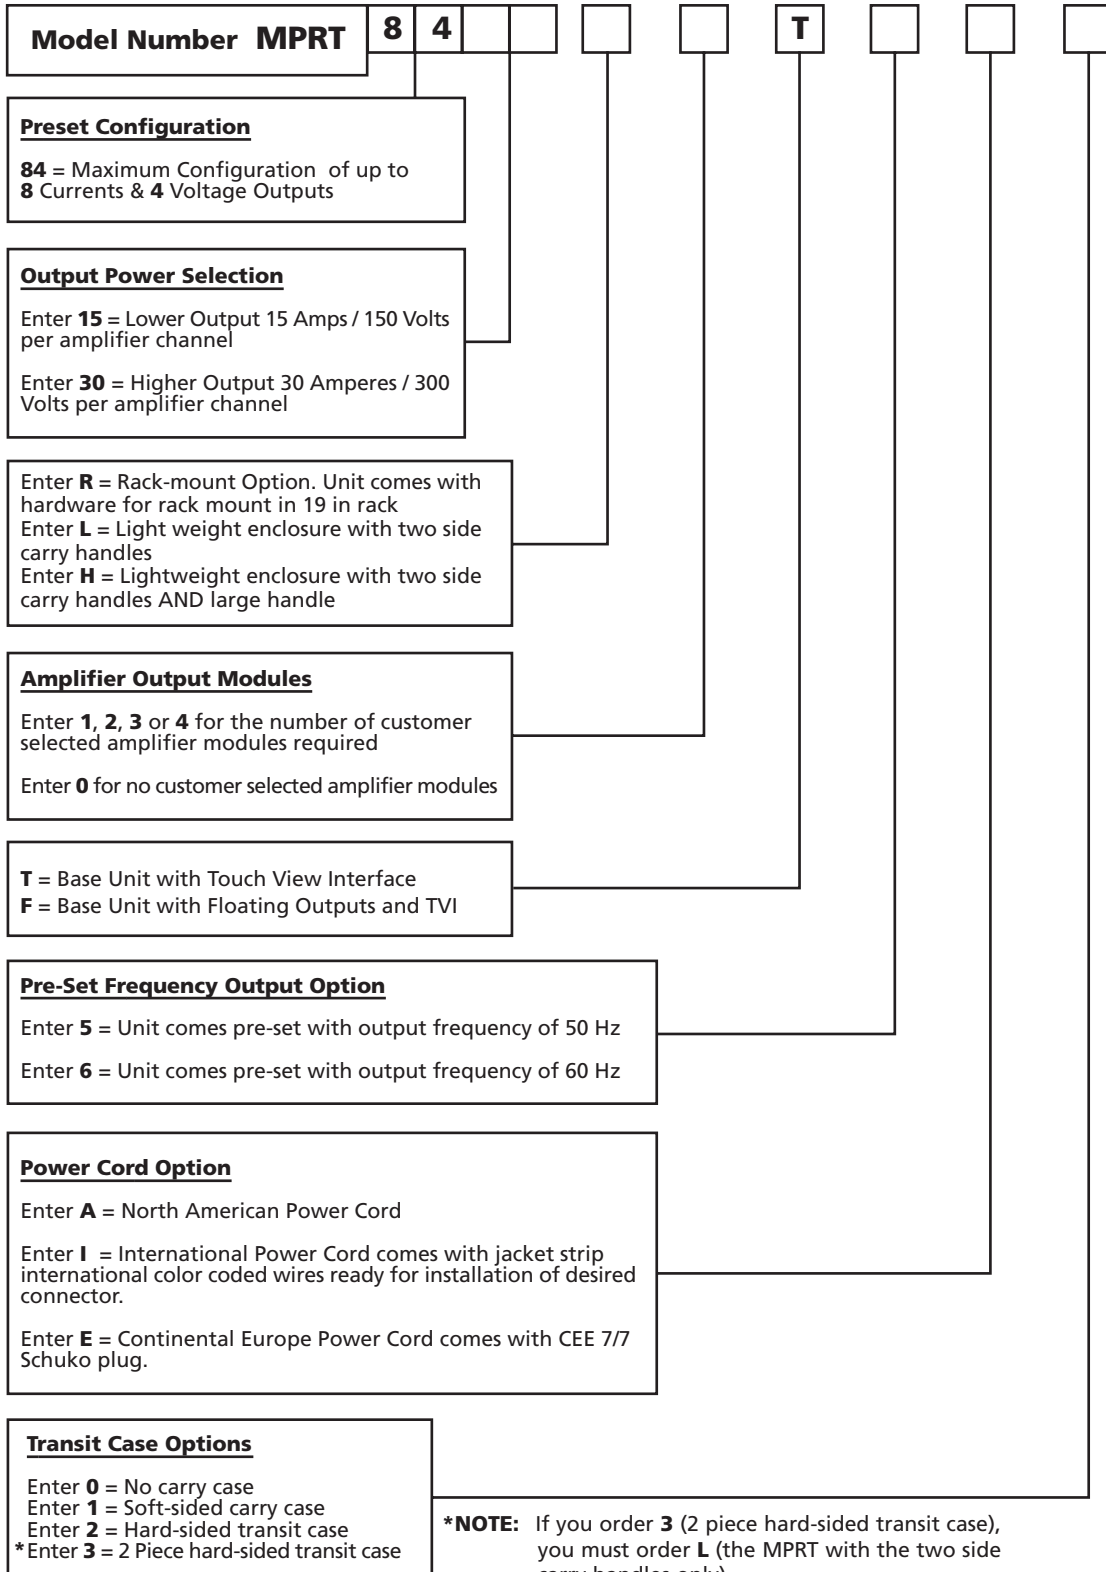 Model Number MPRT 8 4 T
Preset Configuration
84 = Maximum Configuration of up to
8 Currents & 4 Voltage Outputs
Output Power Selection
Enter 15 = Lower Output 15 Amps / 150 Volts
per amplifier channel
Enter 30 = Higher Output 30 Amperes / 300
Volts per amplifier channel
Enter R = Rack-mount Option. Unit comes with
hardware for rack mount in 19 in rack
Enter L = Light weight enclosure with two side
carry handles
Enter H = Lightweight enclosure with two side
carry handles AND large handle
Amplifier Output Modules
Enter 1, 2, 3 or 4 for the number of customer
selected amplifier modules required
Enter 0 for no customer selected amplifier modules
T = Base Unit with Touch View Interface
F = Base Unit with Floating Outputs and TVI
Pre-Set Frequency Output Option
Enter 5 = Unit comes pre-set with output frequency of 50 Hz
Enter 6 = Unit comes pre-set with output frequency of 60 Hz
Power Cord Option
Enter A = North American Power Cord
Enter I = International Power Cord comes with jacket strip
international color coded wires ready for installation of desired
connector.
Enter E = Continental Europe Power Cord comes with CEE 7/7
Schuko plug.
Transit Case Options
Enter 0 = No carry case
Enter 1 = Soft-sided carry case
Enter 2 = Hard-sided transit case
*Enter 3 = 2 Piece hard-sided transit case
*NOTE: If you order 3 (2 piece hard-sided transit case),
you must order L (the MPRT with the two side
carry handles only)